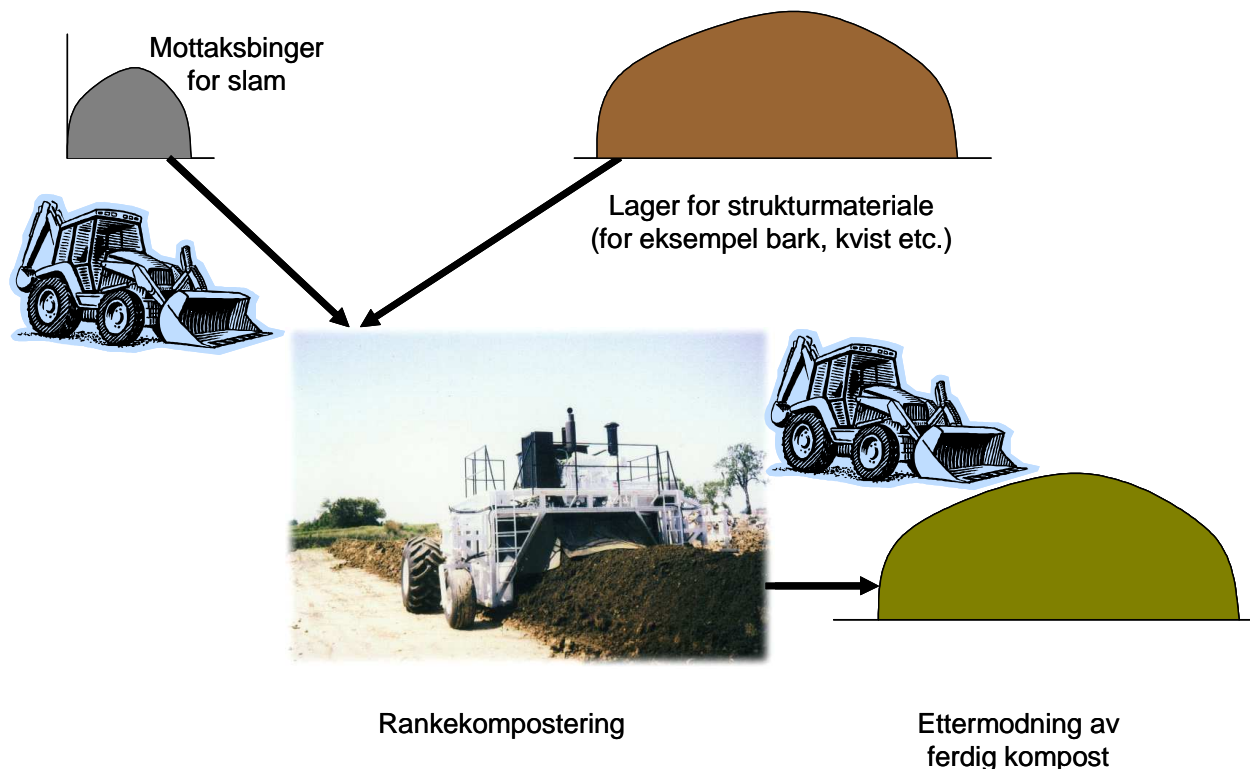 Mottaksbinger
for slam
Lager for strukturmateriale
(for eksempel bark, kvist etc.)
Rankekompostering
Ettermodning av
ferdig kompost